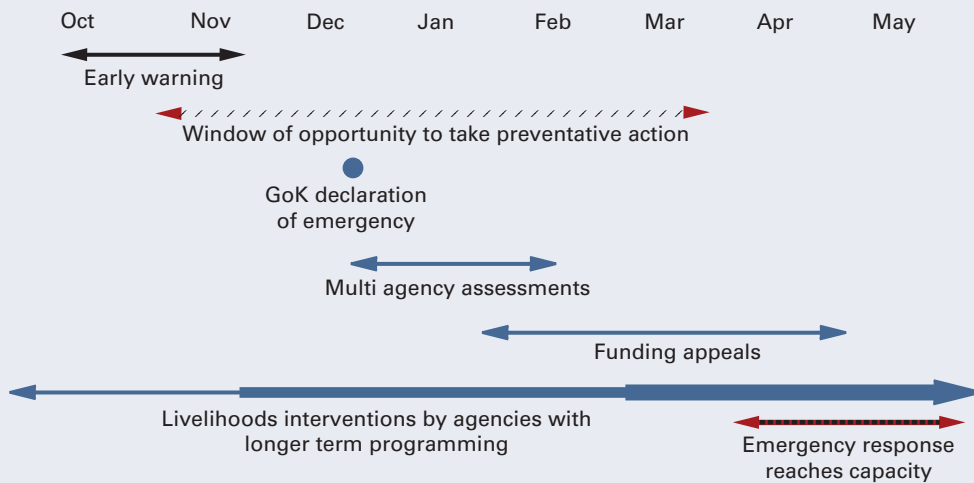 Oct Nov Dec Jan Feb Mar Apr May
Early warning
Window of opportunity to take preventative action
GoK declaration
of emergency
Multi agency assessments
Funding appeals
Livelihoods interventions by agencies with
longer term programming
Emergency response
reaches capacity